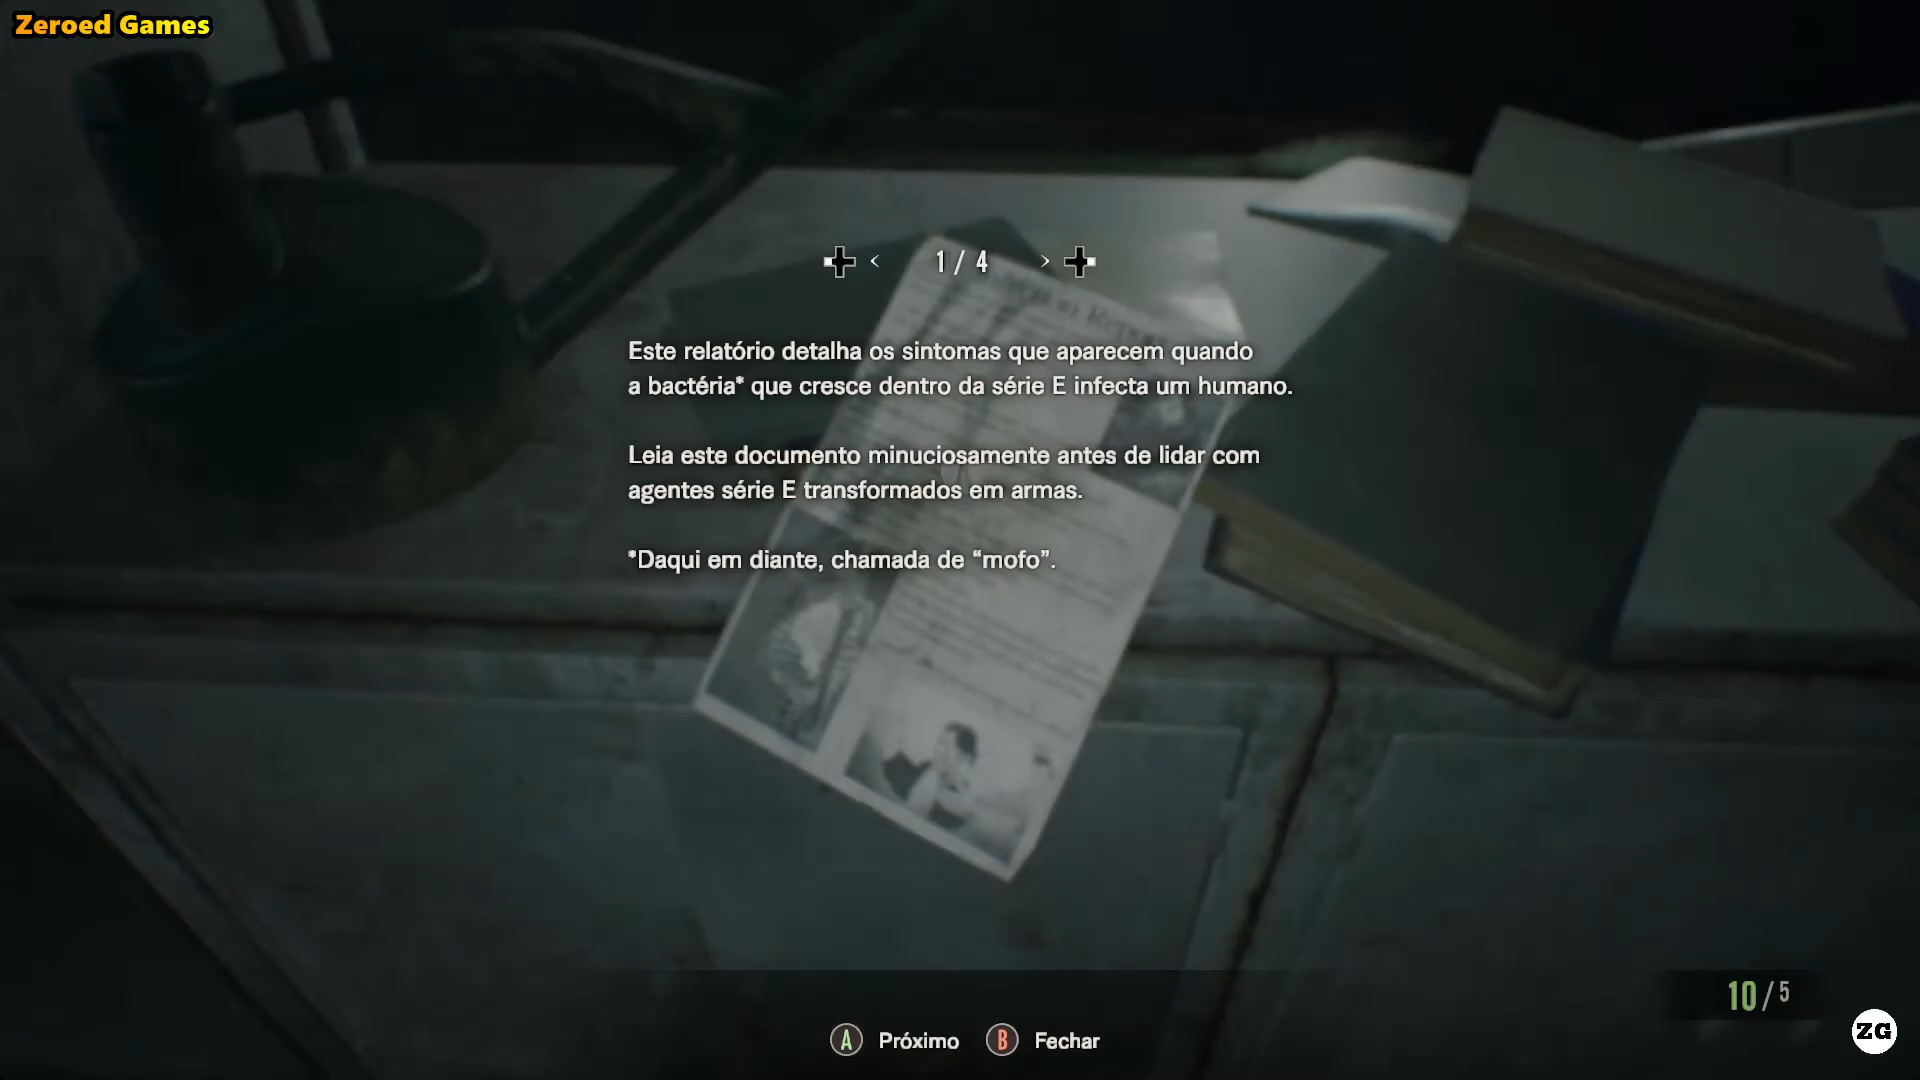 Zeroed Games
< 1 / 4 >
Este relatório detalha os sintomas que aparecem quando
a bactéria* que cresce dentro da série E infecta um humano.
Leia este documento minuciosamente antes de lidar com
agentes série E transformados em armas.
*Daqui em diante, chamada de “mofo”.
10 / 5
A Próximo B Fechar
ZG